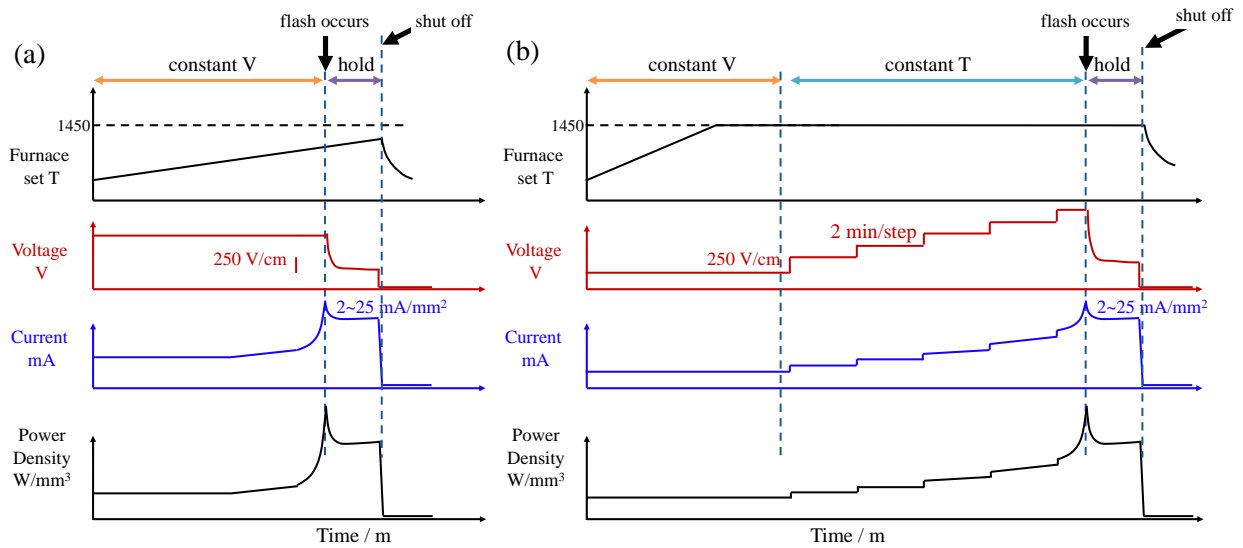 (a)
flash occurs
shut off
constant V
hold
1450
Furnace
set T
Voltage
V
250 V/cm
Current
mA
2~25 mA/mm²
Power
Density
W/mm³
Time / m
(b)
flash occurs
shut off
constant V
constant T
hold
1450
Furnace
set T
Voltage
V
250 V/cm
2 min/step
Current
mA
2~25 mA/mm²
Power
Density
W/mm³
Time / m